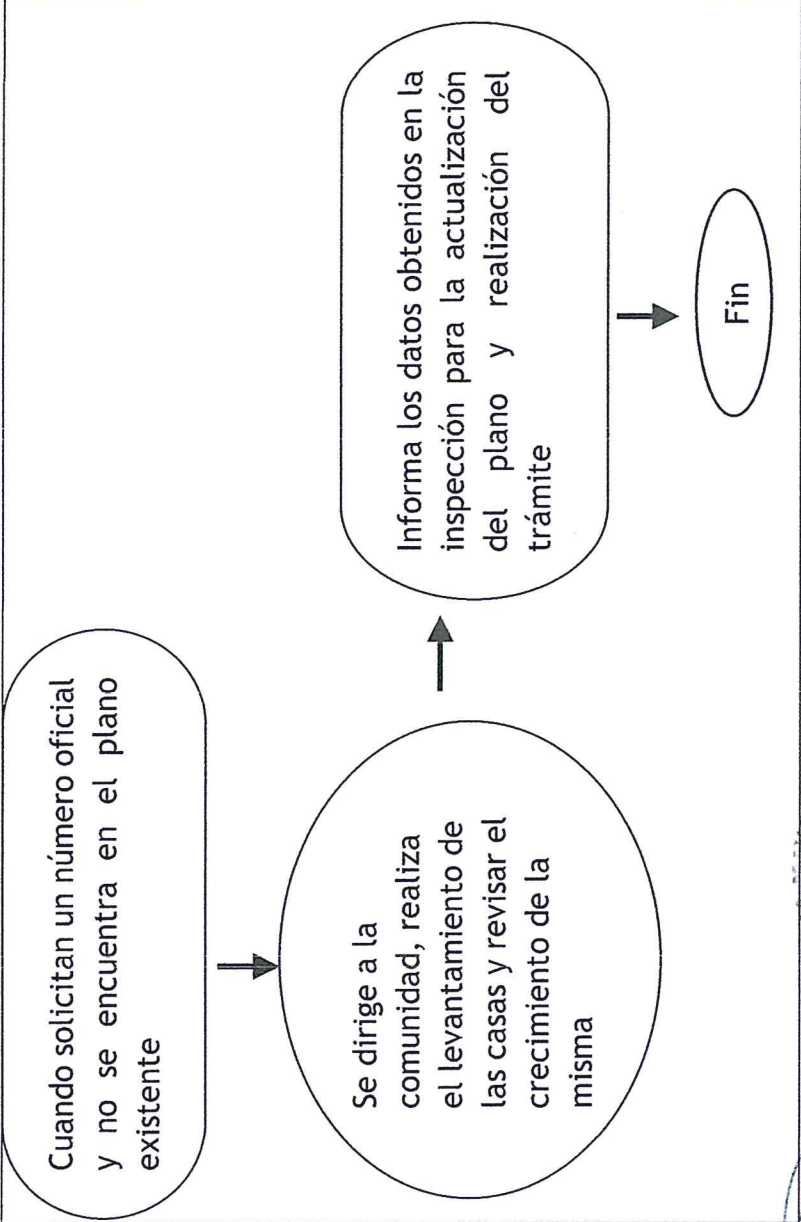 Cuando solicitan un número oficial
y no se encuentra en el plano
existente
Se dirige a la
comunidad, realiza
el levantamiento de
las casas y revisar el
crecimiento de la
misma
Informa los datos obtenidos en la
inspección para la actualización
del plano y realización del
trámite
Fin